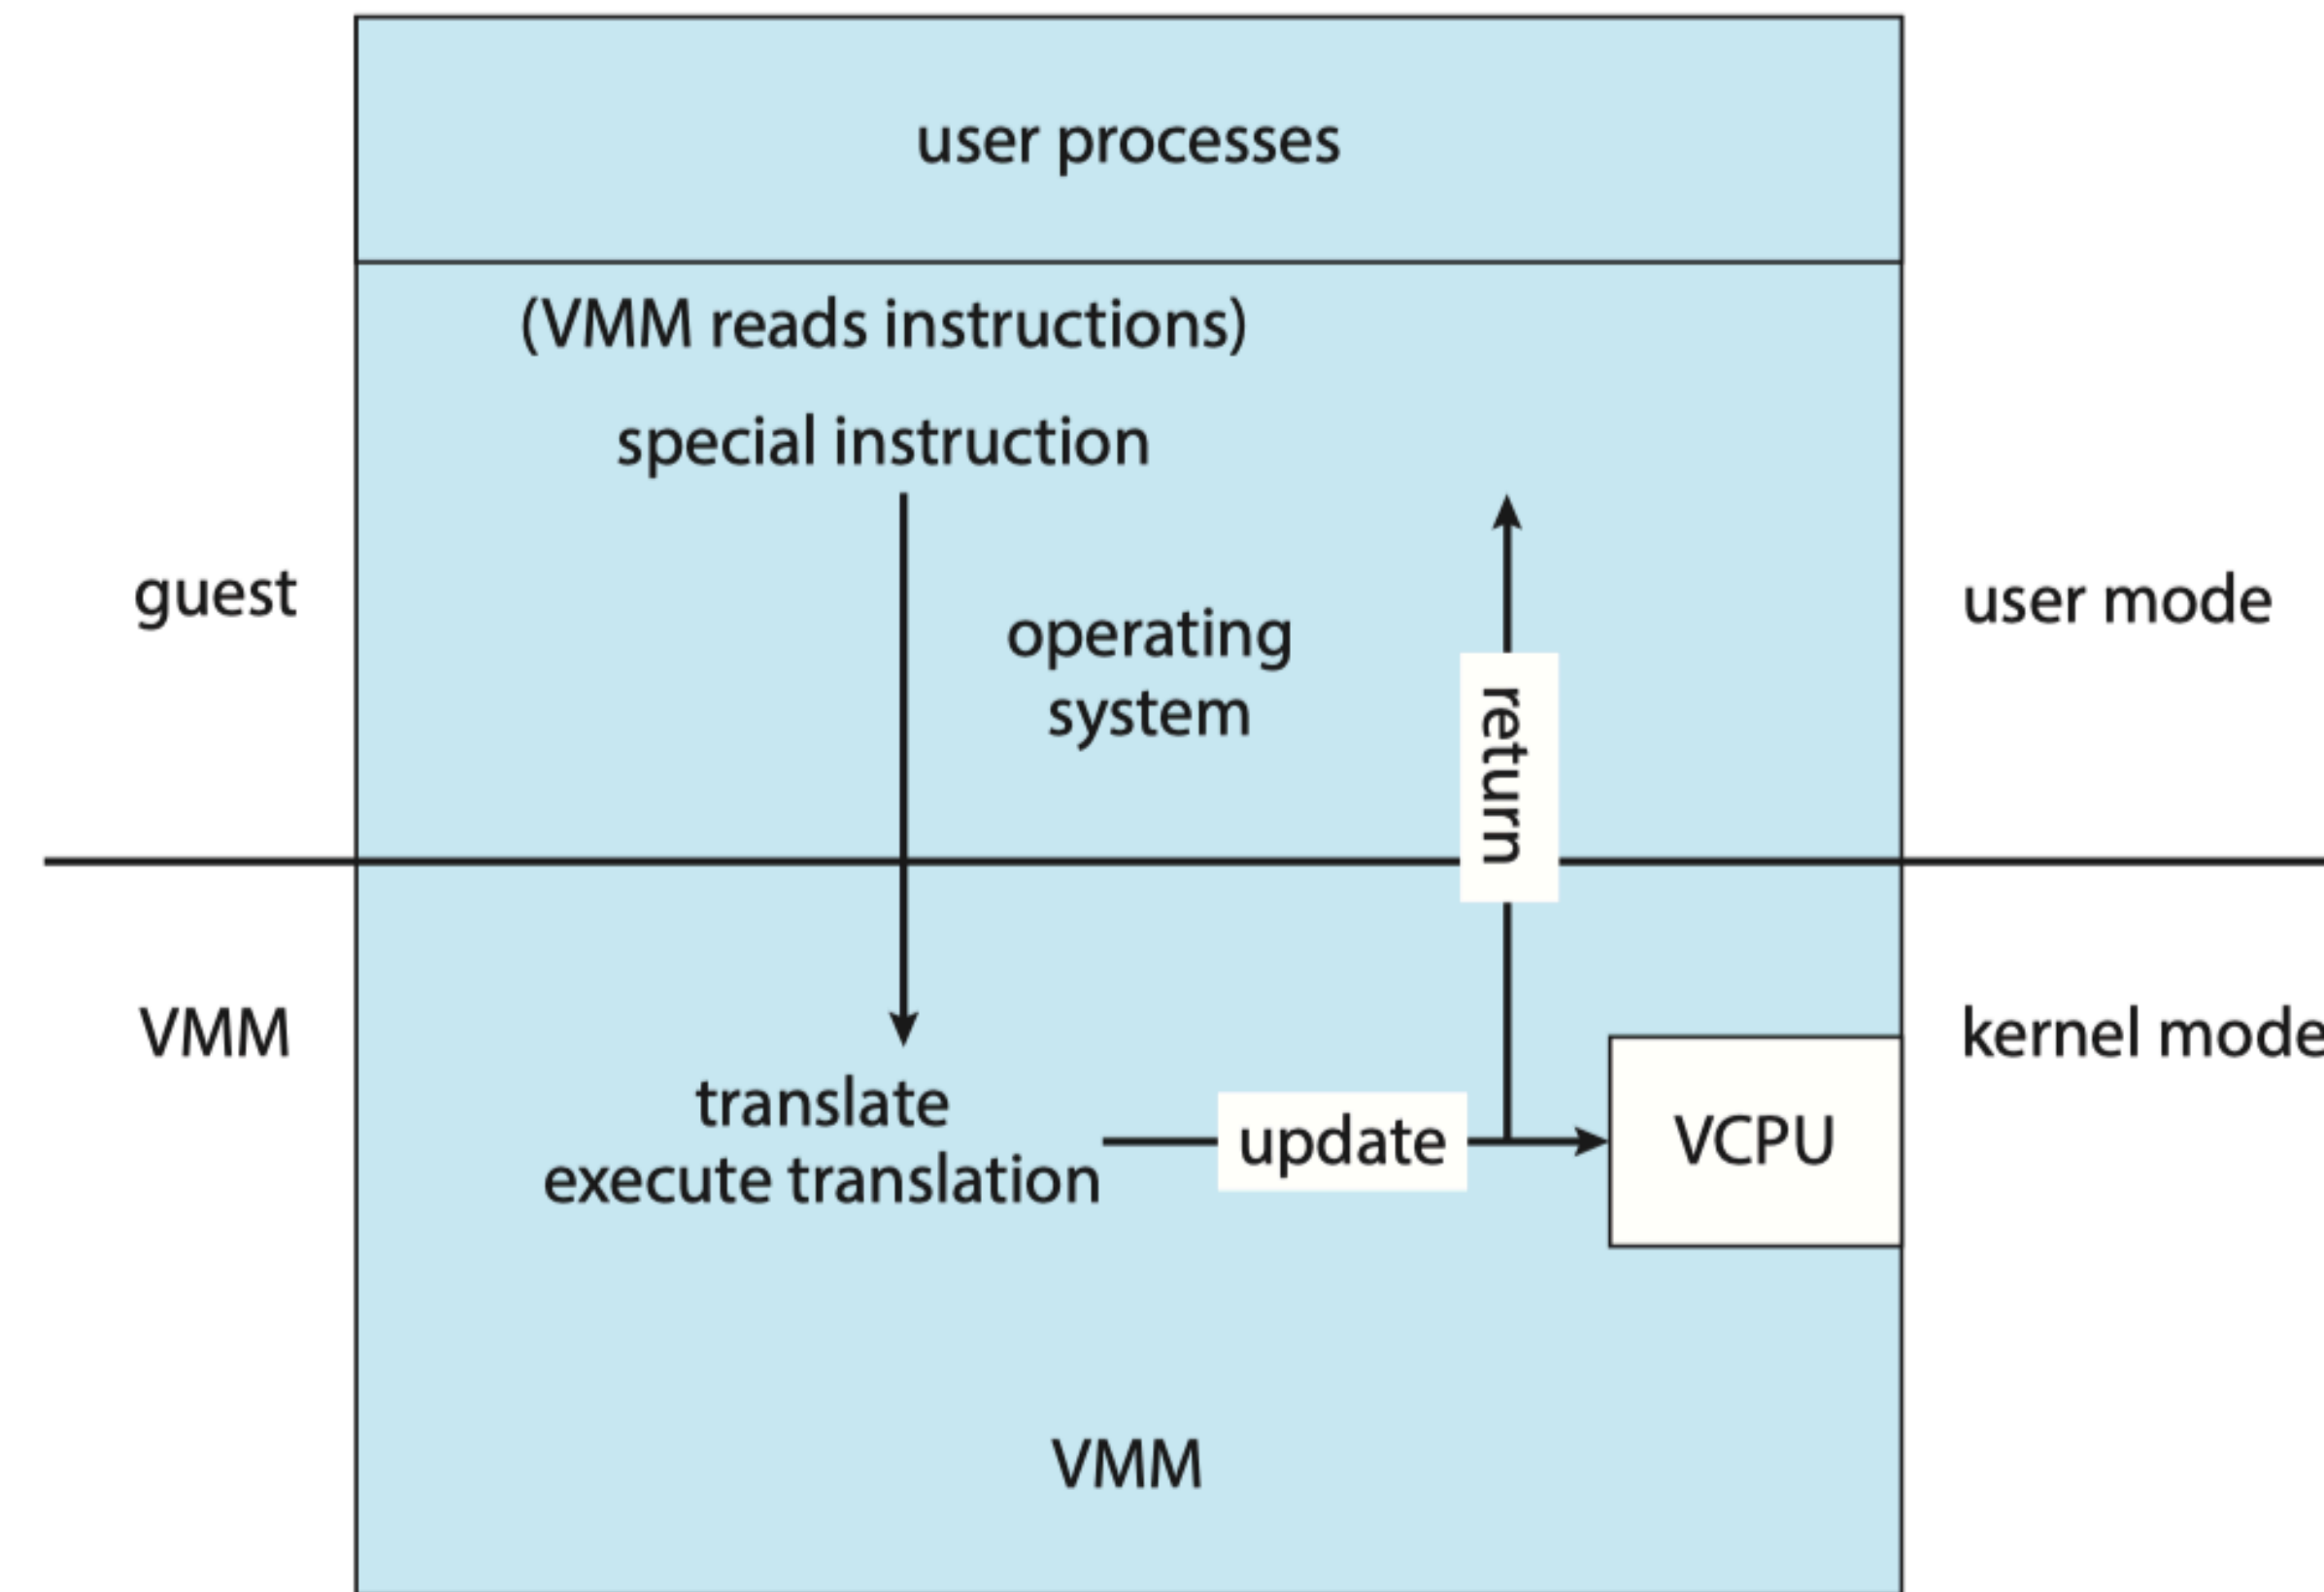 user processes
(VMM reads instructions)
special instruction
guest
operating
system
user mode
return
VMM
kernel mode
translate
execute translation
update
VCPU
VMM